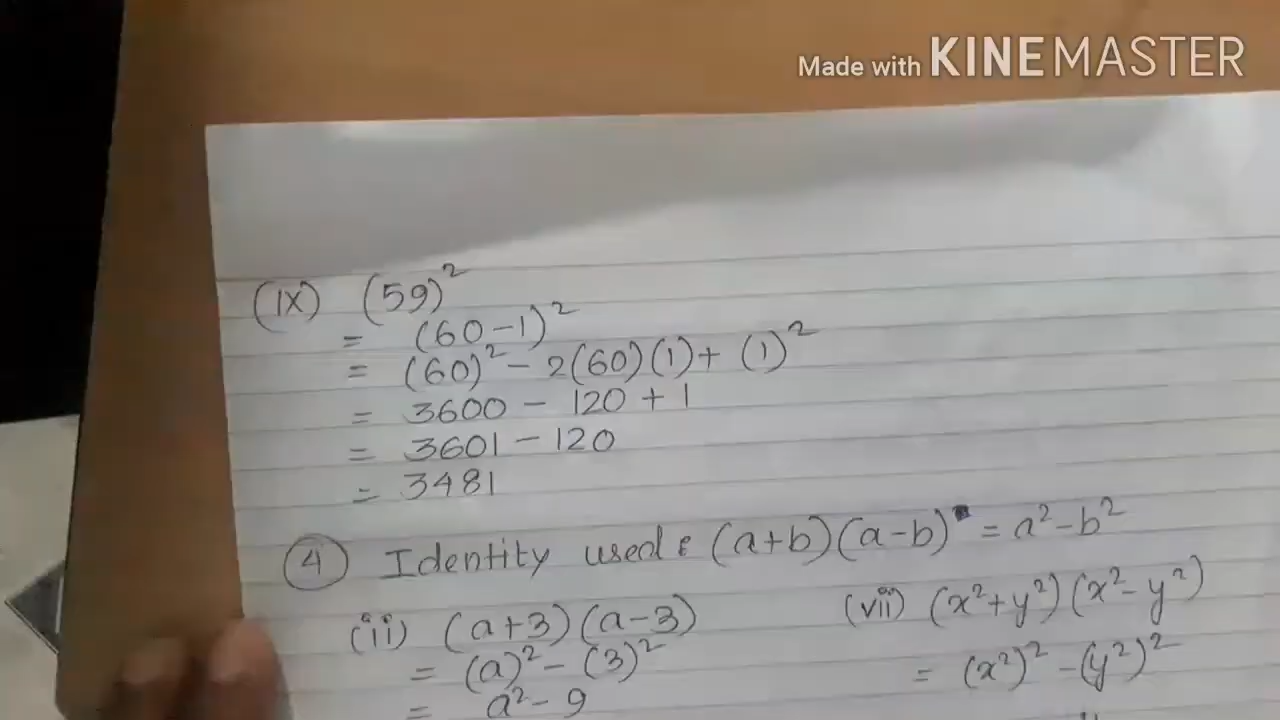 Made with KINEMASTER
(ix) (59)²
= (60-1)²
= (60)² - 2(60)(1) + (1)²
= 3600 - 120 + 1
= 3601 - 120
= 3481
④ Identity used : (a+b)(a-b) = a²-b²
(ii) (a+3)(a-3)
= (a)² - (3)²
= a² - 9
(vii) (x²+y²)(x²-y²)
= (x²)² - (y²)²